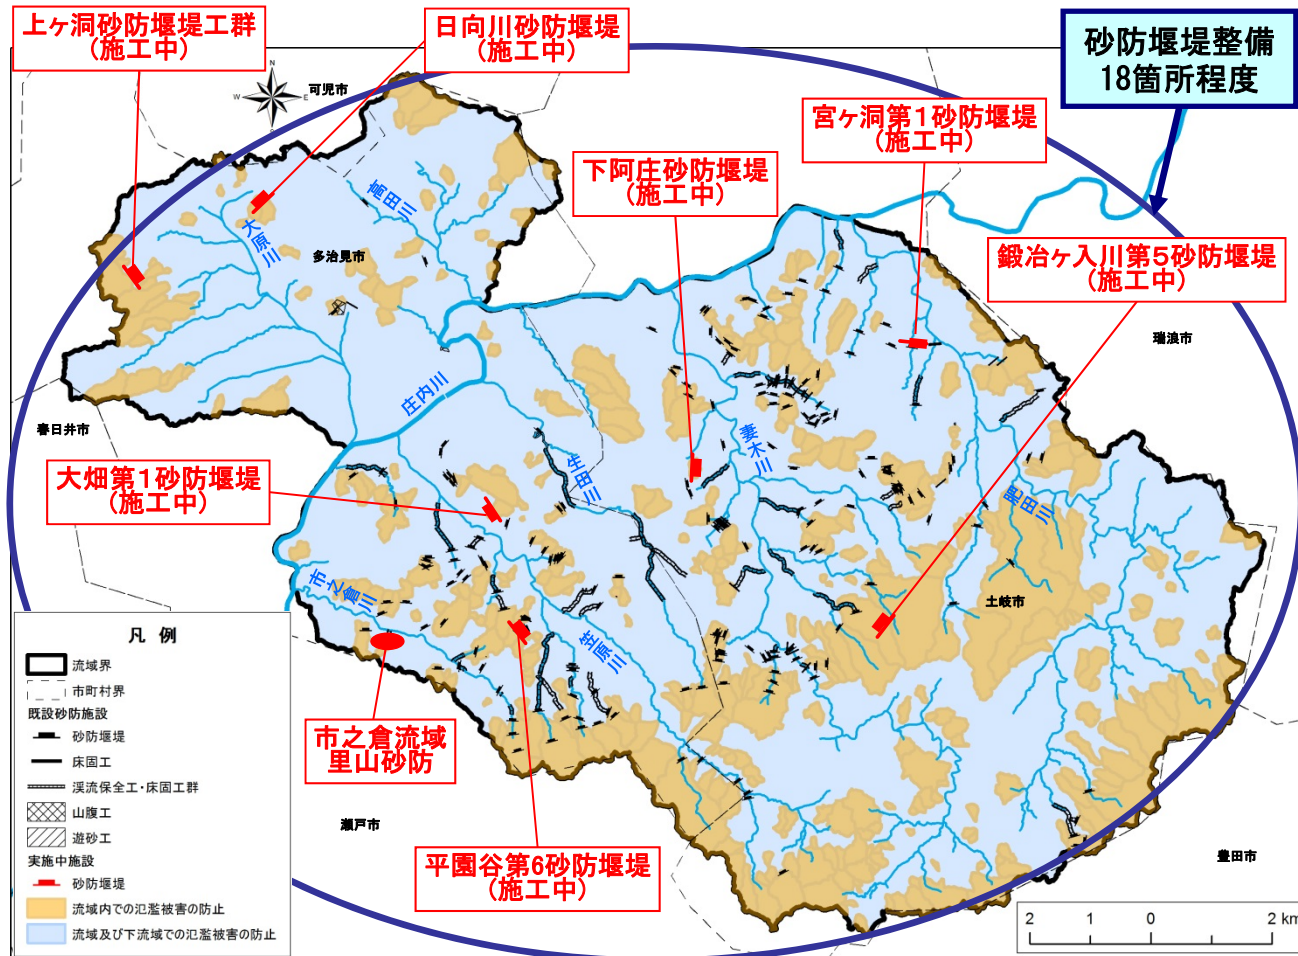 上ヶ洞砂防堰堤工群
(施工中)
日向川砂防堰堤
(施工中)
砂防堰堤整備
18箇所程度
宮ヶ洞第1砂防堰堤
(施工中)
下阿庄砂防堰堤
(施工中)
鍛冶ヶ入川第5砂防堰堤
(施工中)
N
W
E
S
可児市
高田川
大原川
多治見市
瑞浪市
庄内川
春日井市
妻木川
生田川
肥田川
大畑第1砂防堰堤
(施工中)
市之倉川
土岐市
笠原川
市之倉流域
里山砂防
瀬戸市
平園谷第6砂防堰堤
(施工中)
豊田市
凡 例
流域界
市町村界
既設砂防施設
砂防堰堤
床固工
渓流保全工・床固工群
山腹工
遊砂工
実施中施設
砂防堰堤
流域内での氾濫被害の防止
流域及び下流域での氾濫被害の防止
2 1 0 2 km